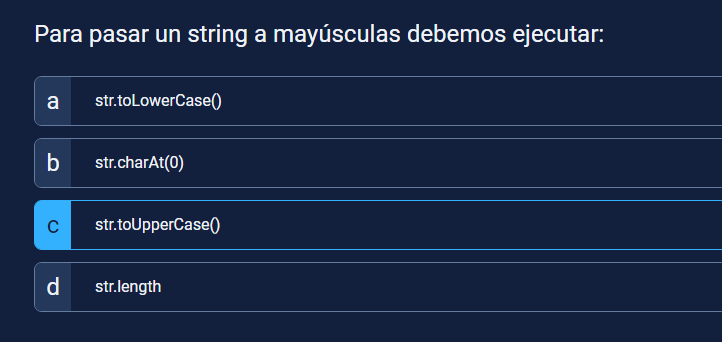 Para pasar un string a mayúsculas debemos ejecutar:
a str.toLowerCase()
b str.charAt(0)
c str.toUpperCase()
d str.length